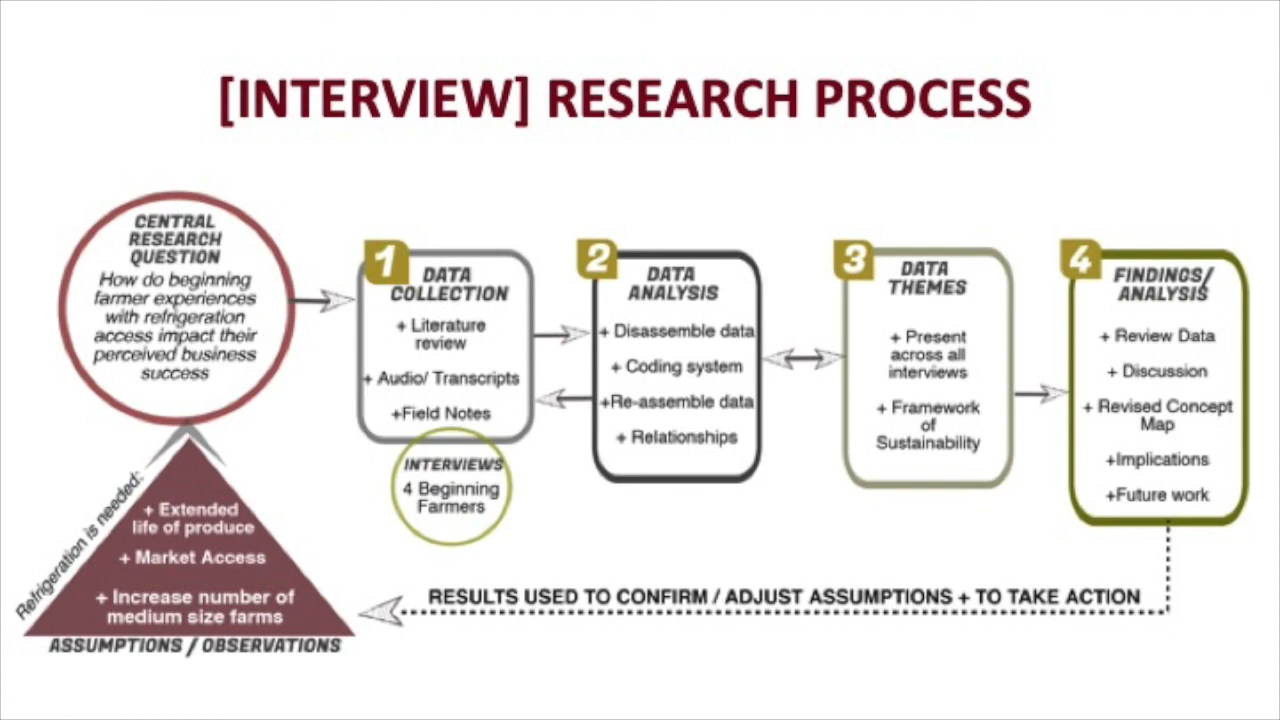 [INTERVIEW] RESEARCH PROCESS
CENTRAL
RESEARCH
QUESTION
How do beginning
farmer experiences
with refrigeration
access impact their
perceived business
success
Refrigeration is needed:
+ Extended
life of produce
+ Market Access
+ Increase number of
medium size farms
ASSUMPTIONS / OBSERVATIONS
1
DATA
COLLECTION
+ Literature
review
+ Audio/ Transcripts
+Field Notes
INTERVIEWS
4 Beginning
Farmers
2
DATA
ANALYSIS
+ Disassemble data
+ Coding system
+Re-assemble data
+ Relationships
3
DATA
THEMES
+ Present
across all
interviews
+ Framework
of
Sustainability
4
FINDINGS/
ANALYSIS
+ Review Data
+ Discussion
+ Revised Concept
Map
+Implications
+Future work
RESULTS USED TO CONFIRM / ADJUST ASSUMPTIONS + TO TAKE ACTION